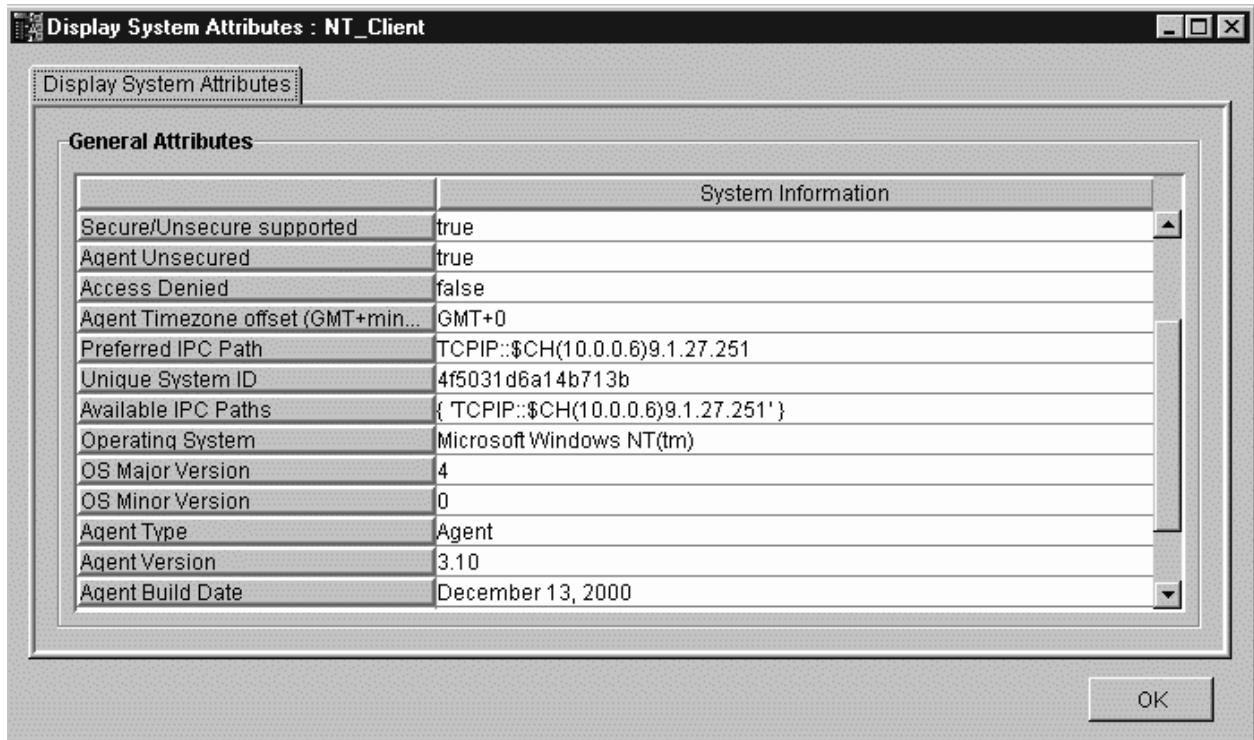 Display System Attributes : NT_Client
Display System Attributes
General Attributes
System Information
Secure/Unsecure supported true
Agent Unsecured true
Access Denied false
Agent Timezone offset (GMT+min... GMT+0
Preferred IPC Path TCPIP::$CH(10.0.0.6)9.1.27.251
Unique System ID 4f5031d6a14b713b
Available IPC Paths { 'TCPIP::$CH(10.0.0.6)9.1.27.251' }
Operating System Microsoft Windows NT(tm)
OS Major Version 4
OS Minor Version 0
Agent Type Agent
Agent Version 3.10
Agent Build Date December 13, 2000
OK